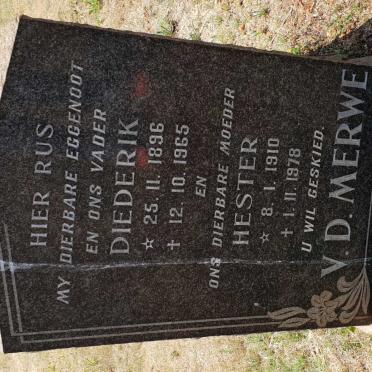 HIER RUS
MY DIERBARE EGGENOOT
EN ONS VADER
DIEDERIK
☆ 25. 11. 1896
✝ 12. 10. 1965
EN
ONS DIERBARE MOEDER
HESTER
☆ 8. 1. 1910
✝ 1. 11. 1978
U WIL GESKIED.
V.D. MERWE